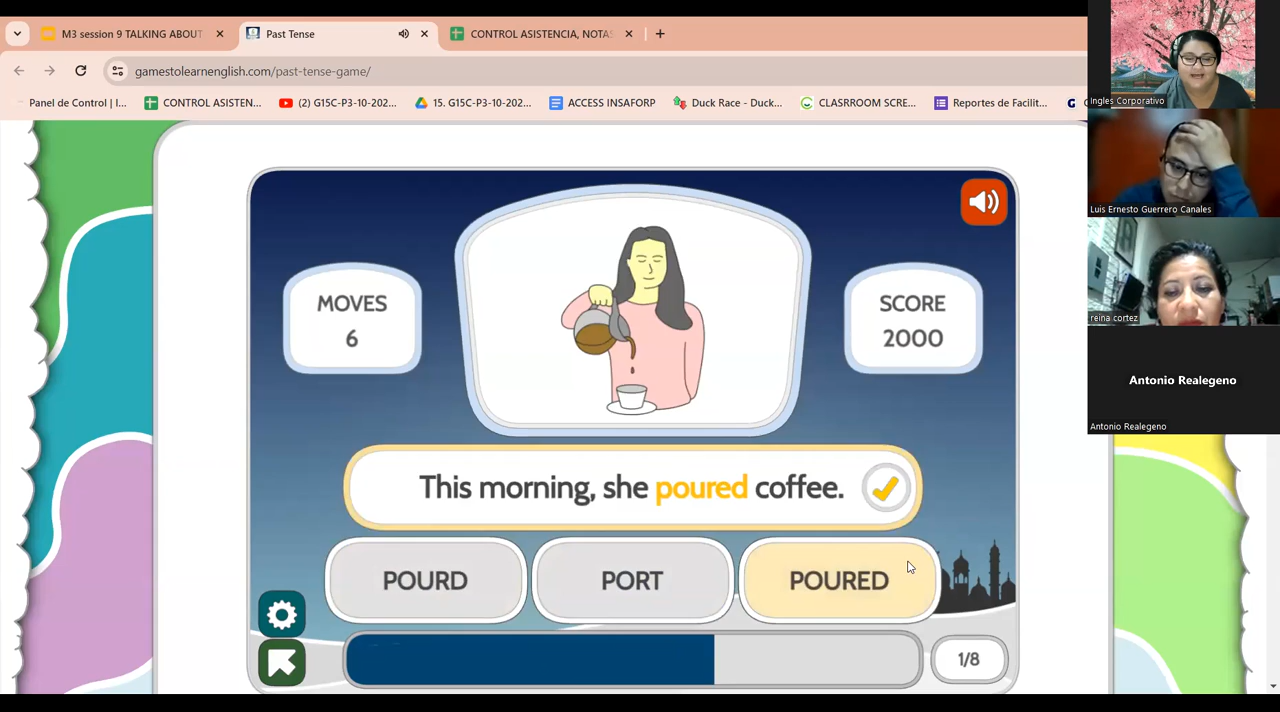 M3 session 9 TALKING ABOUT
Past Tense
CONTROL ASISTENCIA, NOTAS
gamestolearnenglish.com/past-tense-game/
Panel de Control | I...
CONTROL ASISTEN...
(2) G15C-P3-10-202...
15. G15C-P3-10-202...
ACCESS INSAFORP
Duck Race - Duck...
CLASRROOM SCRE...
Reportes de Facilit...
Ingles Corporativo
Luis Ernesto Guerrero Canales
reina cortez
Antonio Realegeno
Antonio Realegeno
MOVES
6
SCORE
2000
This morning, she poured coffee.
POURD
PORT
POURED
1/8